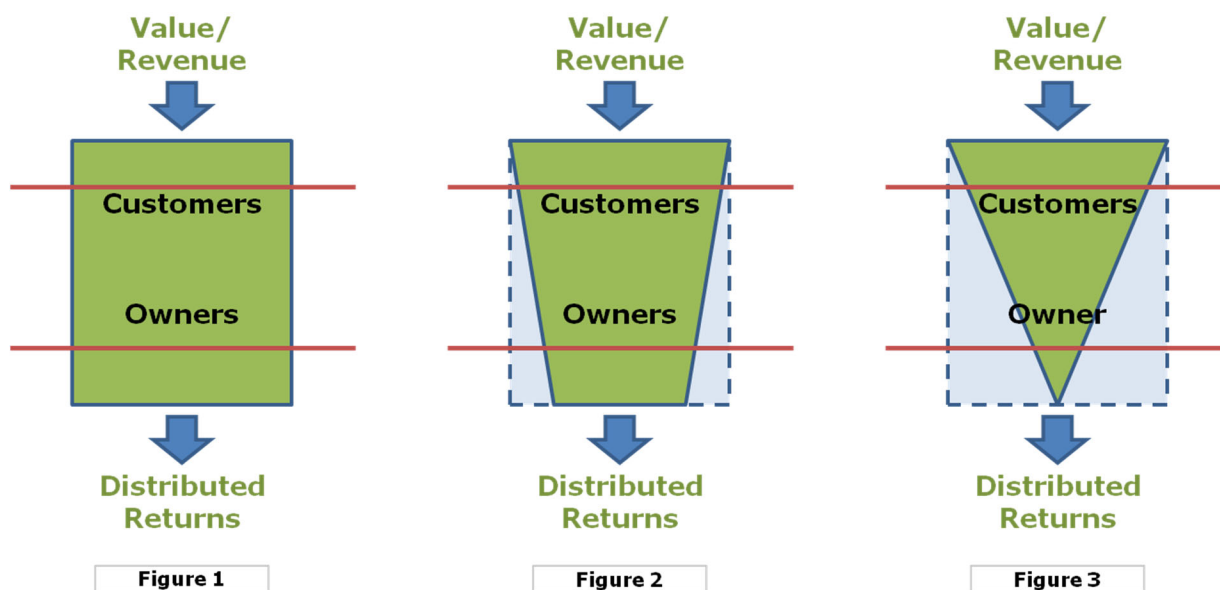 Value/
Revenue
Customers
Owners
Distributed
Returns
Figure 1
Value/
Revenue
Customers
Owners
Distributed
Returns
Figure 2
Value/
Revenue
Customers
Owner
Distributed
Returns
Figure 3